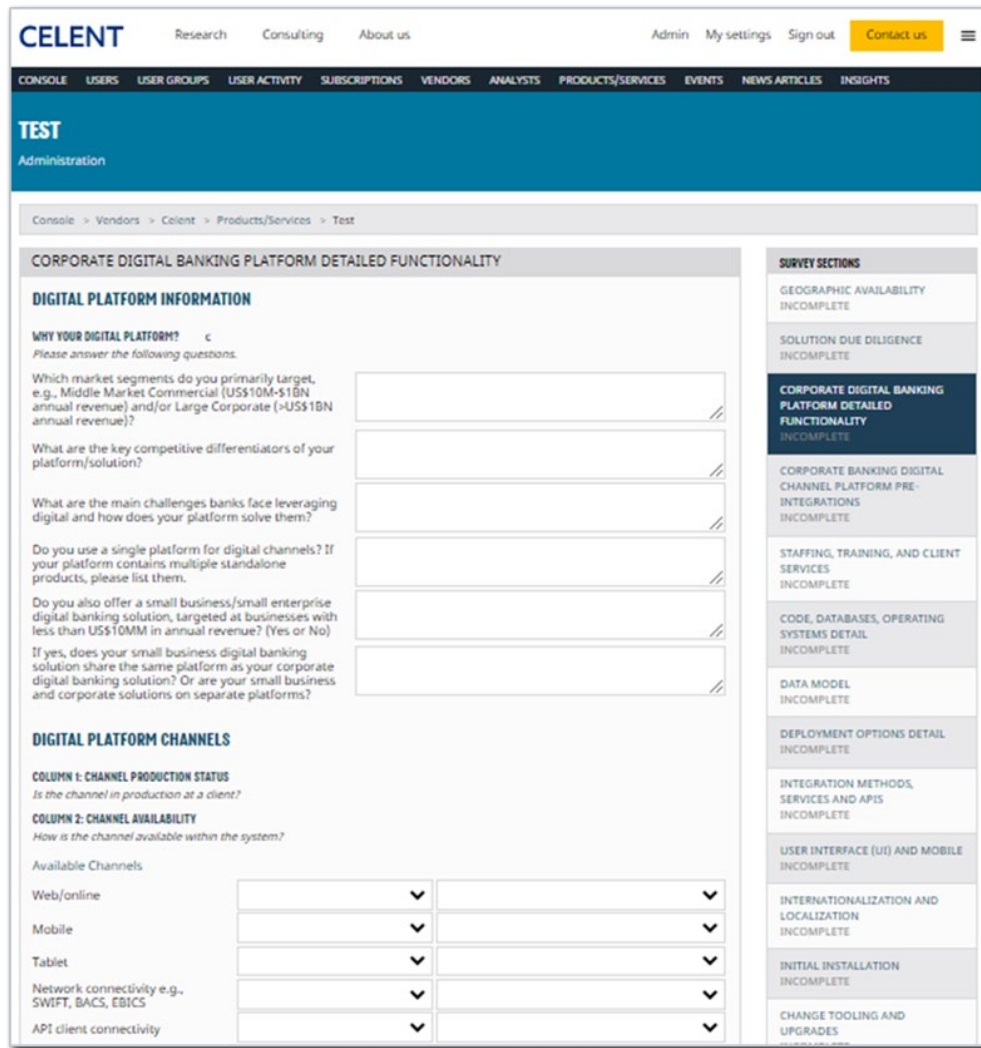 CELENT
Research Consulting About us Admin My settings Sign out Contact us
CONSOLE USERS USER GROUPS USER ACTIVITY SUBSCRIPTIONS VENDORS ANALYSTS PRODUCTS/SERVICES EVENTS NEWS ARTICLES INSIGHTS
TEST
Administration
Console > Vendors > Celent > Products/Services > Test
CORPORATE DIGITAL BANKING PLATFORM DETAILED FUNCTIONALITY
DIGITAL PLATFORM INFORMATION
WHY YOUR DIGITAL PLATFORM? c
Please answer the following questions.
Which market segments do you primarily target,
e.g., Middle Market Commercial (US$10M-$1BN
annual revenue) and/or Large Corporate (>US$1BN
annual revenue)?
What are the key competitive differentiators of your
platform/solution?
What are the main challenges banks face leveraging
digital and how does your platform solve them?
Do you use a single platform for digital channels? If
your platform contains multiple standalone
products, please list them.
Do you also offer a small business/small enterprise
digital banking solution, targeted at businesses with
less than US$10MM in annual revenue? (Yes or No)
If yes, does your small business digital banking
solution share the same platform as your corporate
digital banking solution? Or are your small business
and corporate solutions on separate platforms?
DIGITAL PLATFORM CHANNELS
COLUMN 1: CHANNEL PRODUCTION STATUS
Is the channel in production at a client?
COLUMN 2: CHANNEL AVAILABILITY
How is the channel available within the system?
Available Channels
Web/online
Mobile
Tablet
Network connectivity e.g.,
SWIFT, BACS, EBICS
API client connectivity
SURVEY SECTIONS
GEOGRAPHIC AVAILABILITY
INCOMPLETE
SOLUTION DUE DILIGENCE
INCOMPLETE
CORPORATE DIGITAL BANKING
PLATFORM DETAILED
FUNCTIONALITY
INCOMPLETE
CORPORATE BANKING DIGITAL
CHANNEL PLATFORM PRE-
INTEGRATIONS
INCOMPLETE
STAFFING, TRAINING, AND CLIENT
SERVICES
INCOMPLETE
CODE, DATABASES, OPERATING
SYSTEMS DETAIL
INCOMPLETE
DATA MODEL
INCOMPLETE
DEPLOYMENT OPTIONS DETAIL
INCOMPLETE
INTEGRATION METHODS,
SERVICES AND APIS
INCOMPLETE
USER INTERFACE (UI) AND MOBILE
INCOMPLETE
INTERNATIONALIZATION AND
LOCALIZATION
INCOMPLETE
INITIAL INSTALLATION
INCOMPLETE
CHANGE TOOLING AND
UPGRADES
INCOMPLETE